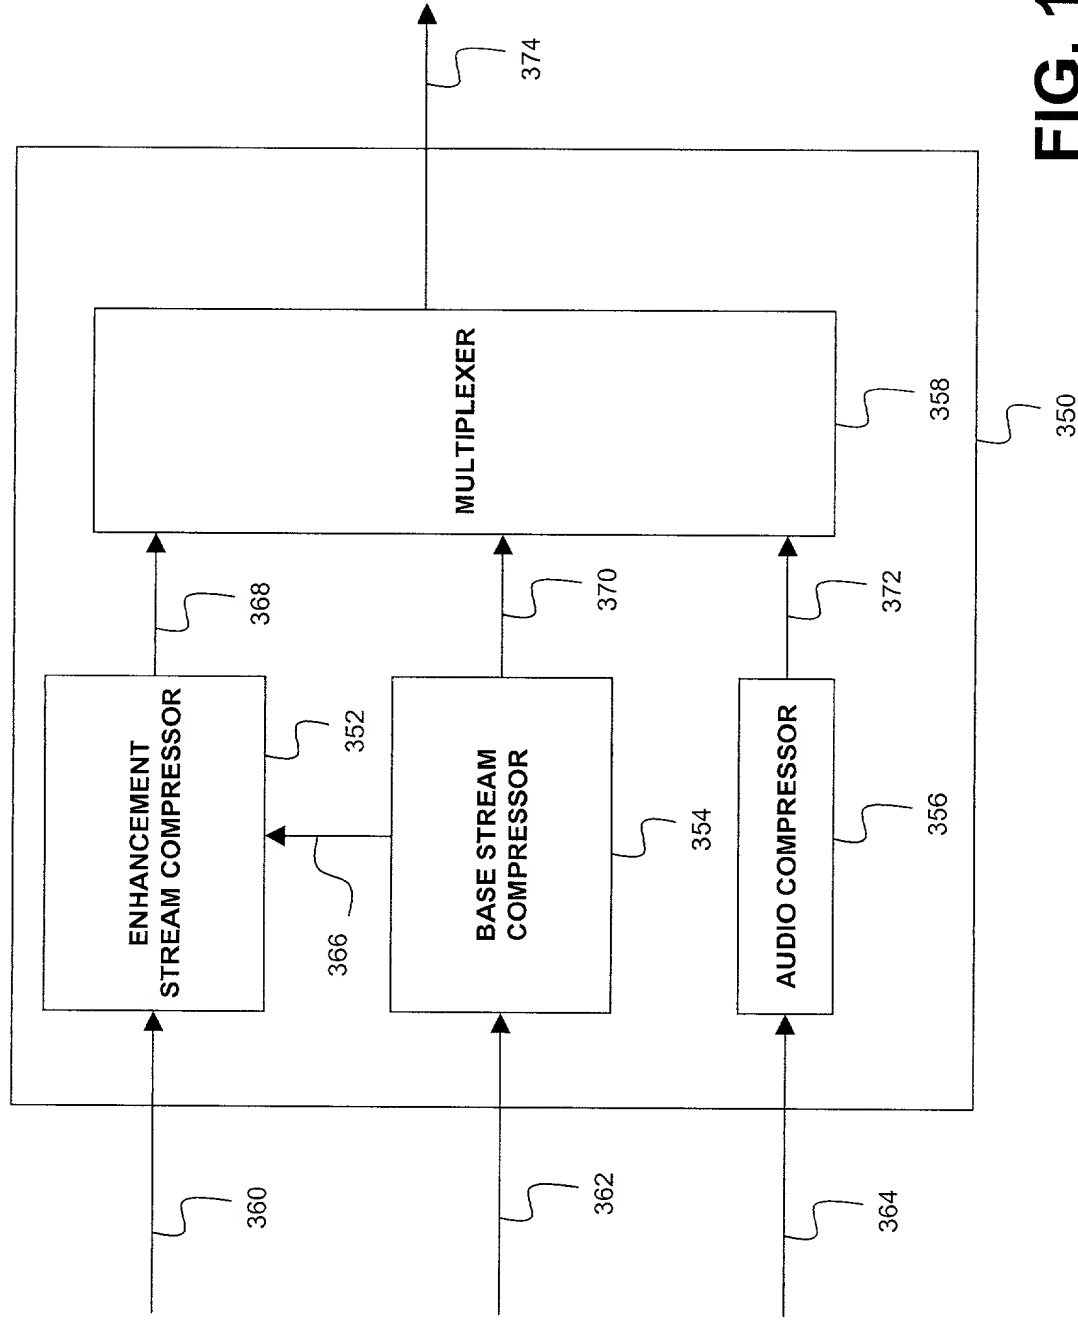 360
ENHANCEMENT
STREAM COMPRESSOR
352
368
366
362
BASE STREAM
COMPRESSOR
354
370
364
AUDIO COMPRESSOR
356
372
MULTIPLEXER
358
374
350
FIG. 1